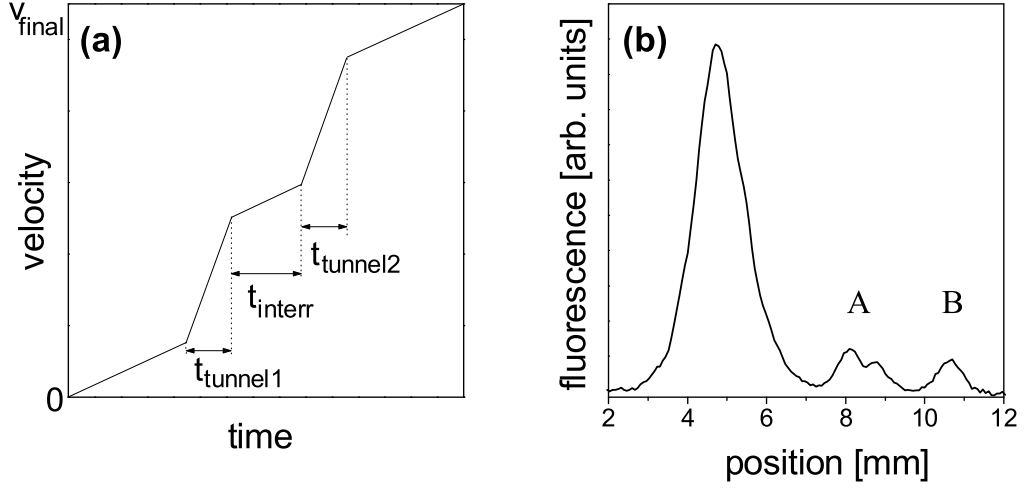 v_final
(a)
velocity
t_tunnel1
t_interr
t_tunnel2
0
time
(b)
fluorescence [arb. units]
A
B
2 4 6 8 10 12
position [mm]